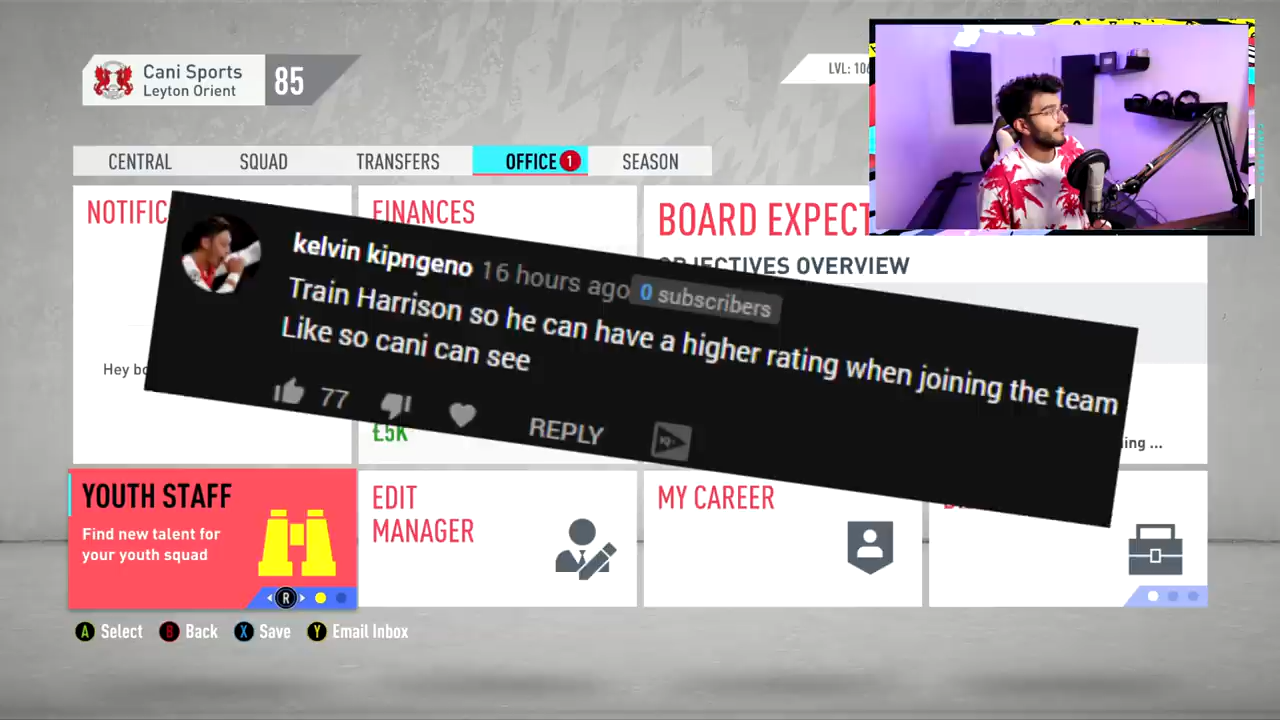 Cani Sports
Leyton Orient
85
LVL: 106
CENTRAL
SQUAD
TRANSFERS
OFFICE 1
SEASON
NOTIFIC
FINANCES
BOARD EXPECT
OBJECTIVES OVERVIEW
kelvin kipngeno 16 hours ago 0 subscribers
Train Harrison so he can have a higher rating when joining the team
Like so cani can see
77
REPLY
Hey bo
£5K
ing ...
YOUTH STAFF
Find new talent for
your youth squad
R
EDIT
MANAGER
MY CAREER
A Select
B Back
X Save
Y Email Inbox